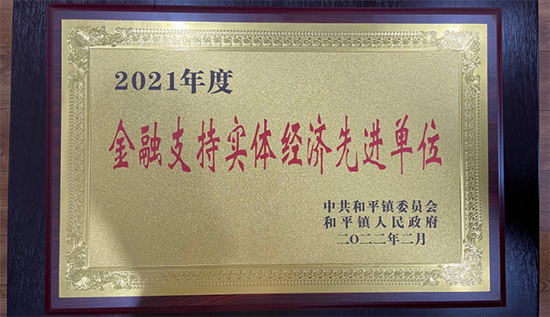 2021年度
金融支持实体经济先进单位
中共和平镇委员会
和平镇人民政府
二〇二二年二月